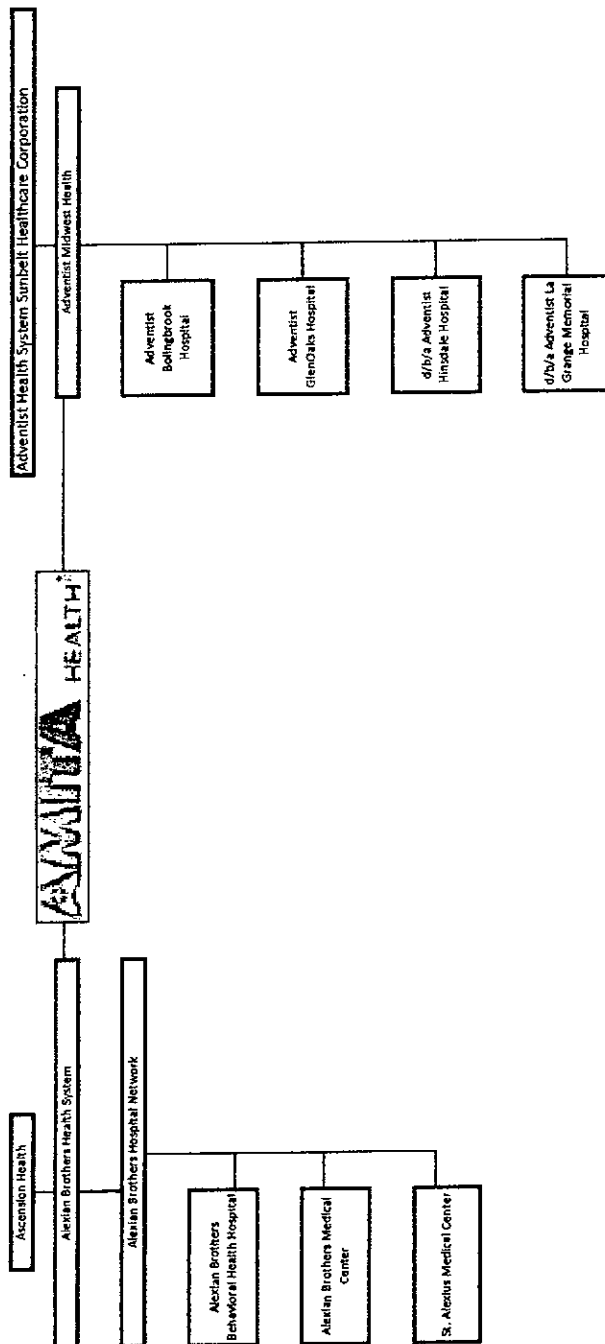 Ascension Health
Alexian Brothers Health System
Alexian Brothers Hospital Network
Alexian Brothers
Behavioral Health Hospital
Alexian Brothers Medical
Center
St. Alexius Medical Center
HEALTH
Adventist Health System Sunbelt Healthcare Corporation
Adventist Midwest Health
Adventist
Bolingbrook
Hospital
Adventist
GlenOaks Hospital
d/b/a Adventist
Hinsdale Hospital
d/b/a Adventist La
Grange Memorial
Hospital